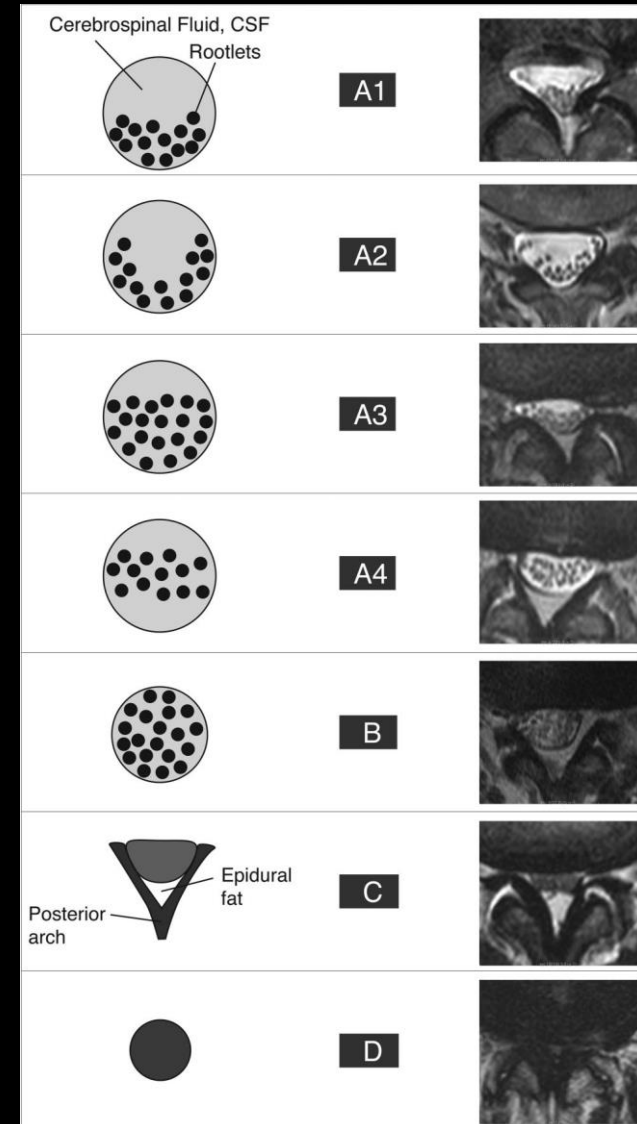 Cerebrospinal Fluid, CSF
Rootlets
A1
A2
A3
A4
B
Epidural
fat
Posterior
arch
C
D